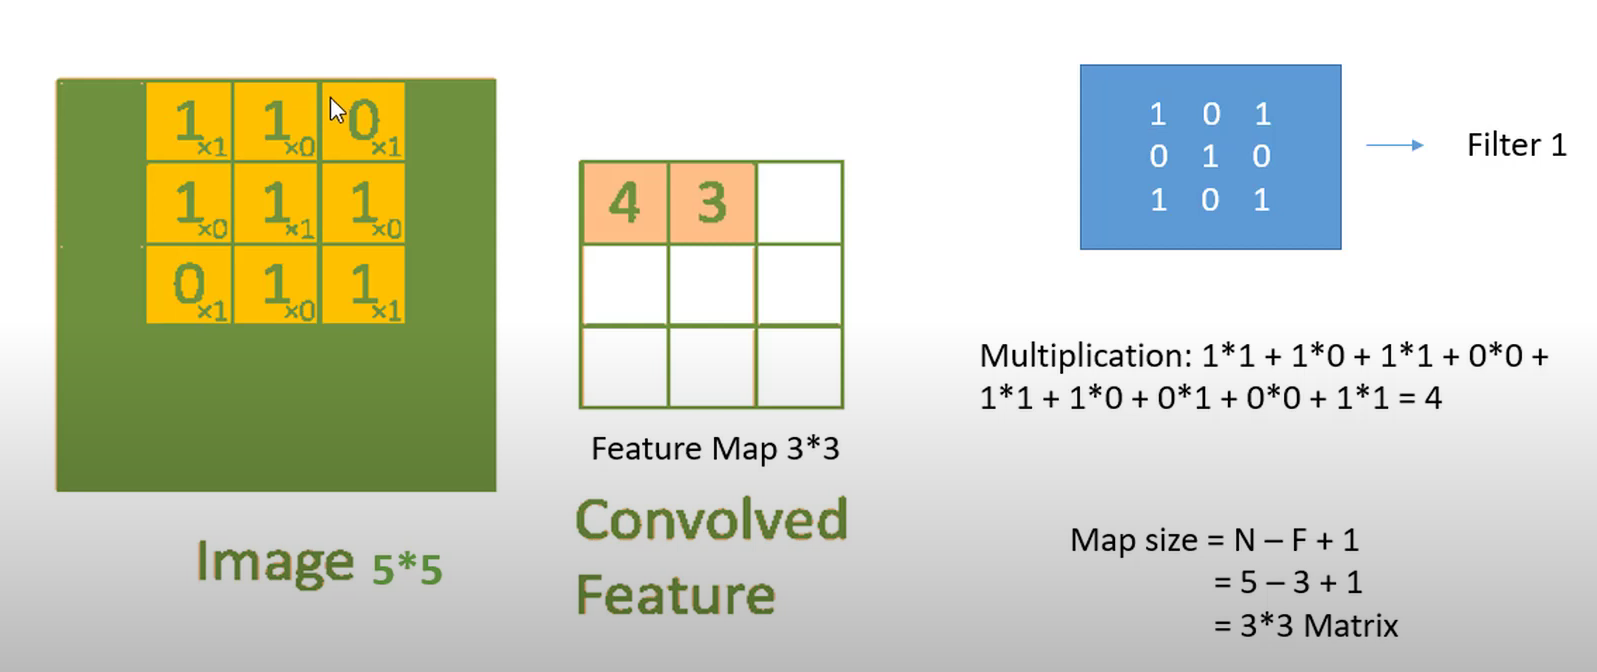 1×1 1×0 0×1
1×0 1×1 1×0
0×1 1×0 1×1
Image 5*5
4 3
Feature Map 3*3
Convolved
Feature
1 0 1
0 1 0
1 0 1
Filter 1
Multiplication: 1*1 + 1*0 + 1*1 + 0*0 +
1*1 + 1*0 + 0*1 + 0*0 + 1*1 = 4
Map size = N – F + 1
= 5 – 3 + 1
= 3*3 Matrix